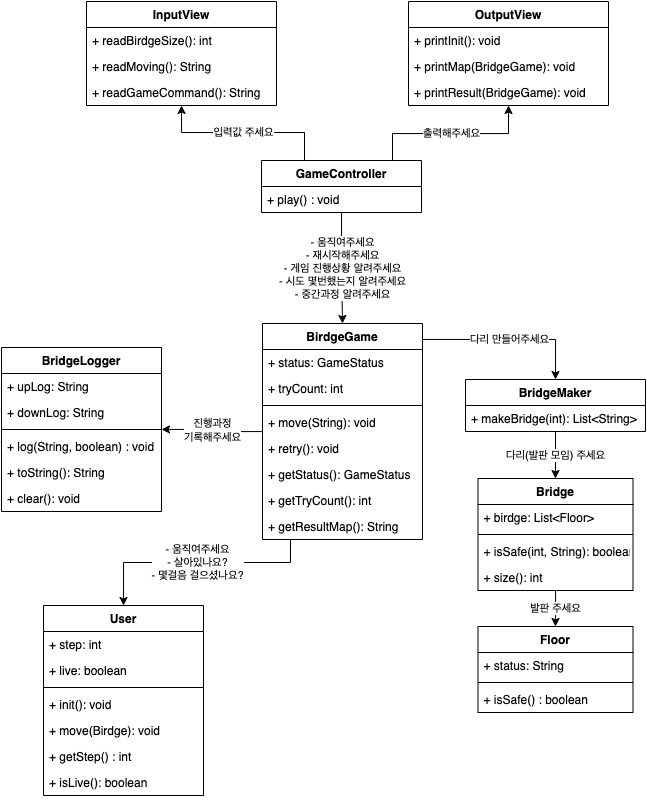 InputView
+ readBirdgeSize(): int
+ readMoving(): String
+ readGameCommand(): String
OutputView
+ printInit(): void
+ printMap(BridgeGame): void
+ printResult(BridgeGame): void
입력값 주세요
출력해주세요
GameController
+ play() : void
- 움직여주세요
- 재시작해주세요
- 게임 진행상황 알려주세요
- 시도 몇번했는지 알려주세요
- 중간과정 알려주세요
BirdgeGame
+ status: GameStatus
+ tryCount: int
+ move(String): void
+ retry(): void
+ getStatus(): GameStatus
+ getTryCount(): int
+ getResultMap(): String
다리 만들어주세요
BridgeLogger
+ upLog: String
+ downLog: String
+ log(String, boolean) : void
+ toString(): String
+ clear(): void
진행과정
기록해주세요
BridgeMaker
+ makeBridge(int): List<String>
다리(발판 모임) 주세요
Bridge
+ birdge: List<Floor>
+ isSafe(int, String): boolea
+ size(): int
발판 주세요
Floor
+ status: String
+ isSafe() : boolean
- 움직여주세요
- 살아있나요?
- 몇걸음 걸으셨나요?
User
+ step: int
+ live: boolean
+ init(): void
+ move(Birdge): void
+ getStep() : int
+ isLive(): boolean